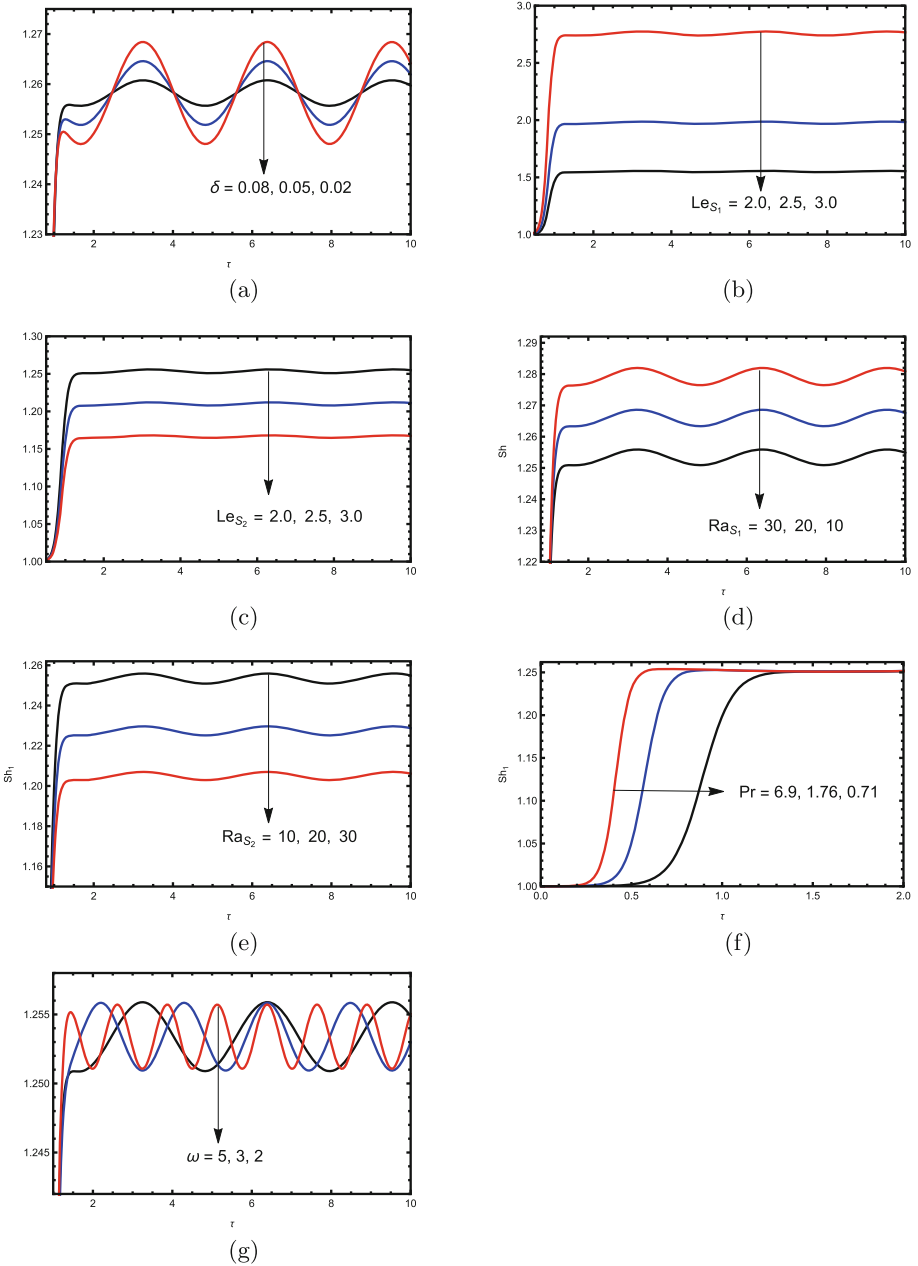 1.27
1.26
1.25
1.24
1.23
2 4 6 8 10
τ
δ = 0.08, 0.05, 0.02
(a)
3.0
2.5
2.0
1.5
1.0
2 4 6 8 10
Le_{S_1} = 2.0, 2.5, 3.0
(b)
1.30
1.25
1.20
1.15
1.10
1.05
1.00
2 4 6 8 10
Le_{S_2} = 2.0, 2.5, 3.0
(c)
1.29
1.28
1.27
1.26
1.25
1.24
1.23
1.22
Sh
2 4 6 8 10
τ
Ra_{S_1} = 30, 20, 10
(d)
1.26
1.24
1.22
1.20
1.18
1.16
Sh_1
2 4 6 8 10
τ
Ra_{S_2} = 10, 20, 30
(e)
1.25
1.20
1.15
1.10
1.05
1.00
Sh_1
0.0 0.5 1.0 1.5 2.0
τ
Pr = 6.9, 1.76, 0.71
(f)
1.255
1.250
1.245
2 4 6 8 10
τ
ω = 5, 3, 2
(g)